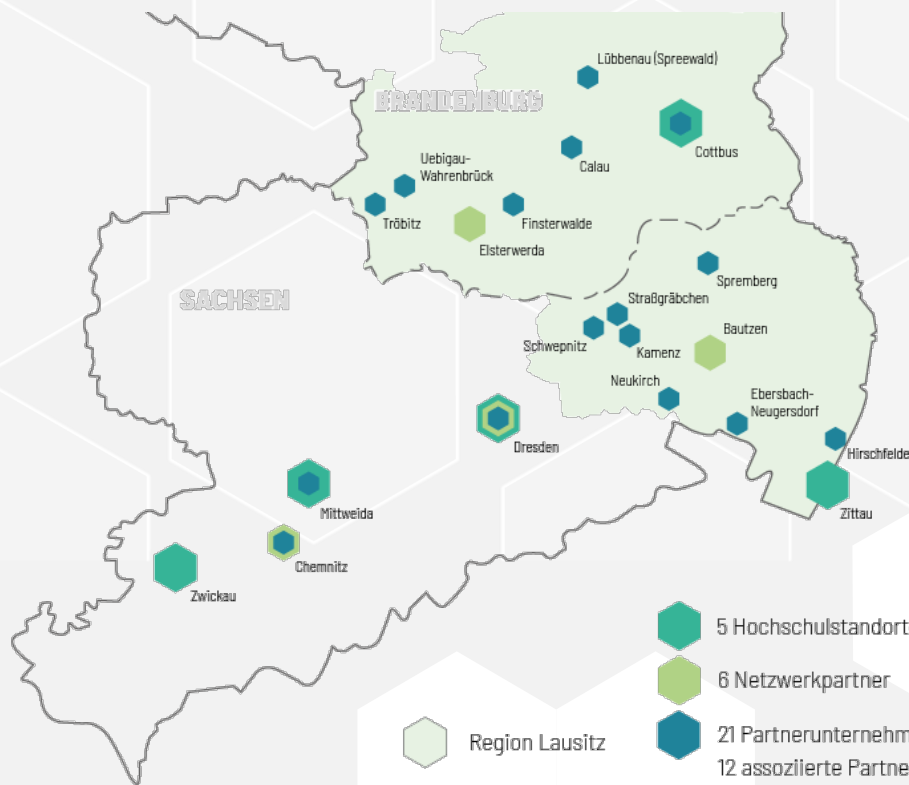 Lübbenau (Spreewald)
BRANDENBURG
Cottbus
Calau
Uebigau-
Wahrenbrück
Tröbitz
Finsterwalde
Elsterwerda
Spremberg
SACHSEN
Straßgräbchen
Bautzen
Schwepnitz
Kamenz
Neukirch
Ebersbach-
Neugersdorf
Dresden
Hirschfelde
Mittweida
Zittau
Chemnitz
Zwickau
5 Hochschulstandort
6 Netzwerkpartner
Region Lausitz
21 Partnerunternehm
12 assoziierte Partne